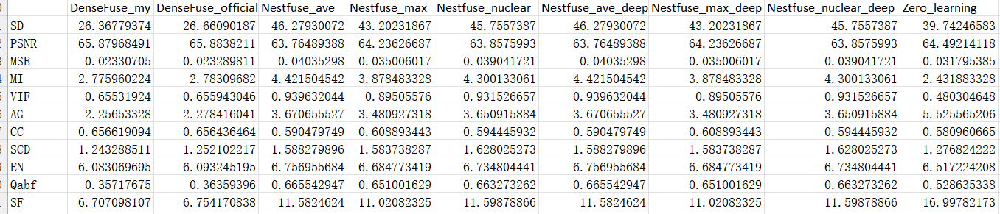 DenseFuse_my DenseFuse_official Nestfuse_ave Nestfuse_max Nestfuse_nuclear Nestfuse_ave_deep Nestfuse_max_deep Nestfuse_nuclear_deep Zero_learning
SD 26.36779374 26.66090187 46.27930072 43.20231867 45.7557387 46.27930072 43.20231867 45.7557387 39.74246583
PSNR 65.87968491 65.8838211 63.76489388 64.23626687 63.8575993 63.76489388 64.23626687 63.8575993 64.49214118
MSE 0.02330705 0.023289811 0.04035298 0.035006017 0.039041721 0.04035298 0.035006017 0.039041721 0.031795385
MI 2.775960224 2.78309682 4.421504542 3.878483328 4.300133061 4.421504542 3.878483328 4.300133061 2.431883328
VIF 0.65531924 0.655943046 0.939632044 0.89505576 0.931526657 0.939632044 0.89505576 0.931526657 0.480304648
AG 2.25653328 2.278416041 3.670655527 3.480927318 3.650915884 3.670655527 3.480927318 3.650915884 5.525565206
CC 0.656619094 0.656436464 0.590479749 0.608893443 0.594445932 0.590479749 0.608893443 0.594445932 0.580960665
SCD 1.243288511 1.252102217 1.588279896 1.583738287 1.628025273 1.588279896 1.583738287 1.628025273 1.276824222
EN 6.083069695 6.093245195 6.756955684 6.684773419 6.734804441 6.756955684 6.684773419 6.734804441 6.517224208
Qabf 0.35717675 0.36359396 0.665542947 0.651001629 0.663273262 0.665542947 0.651001629 0.663273262 0.528635338
SF 6.707098107 6.754170838 11.5824624 11.02082325 11.59878866 11.5824624 11.02082325 11.59878866 16.99782173